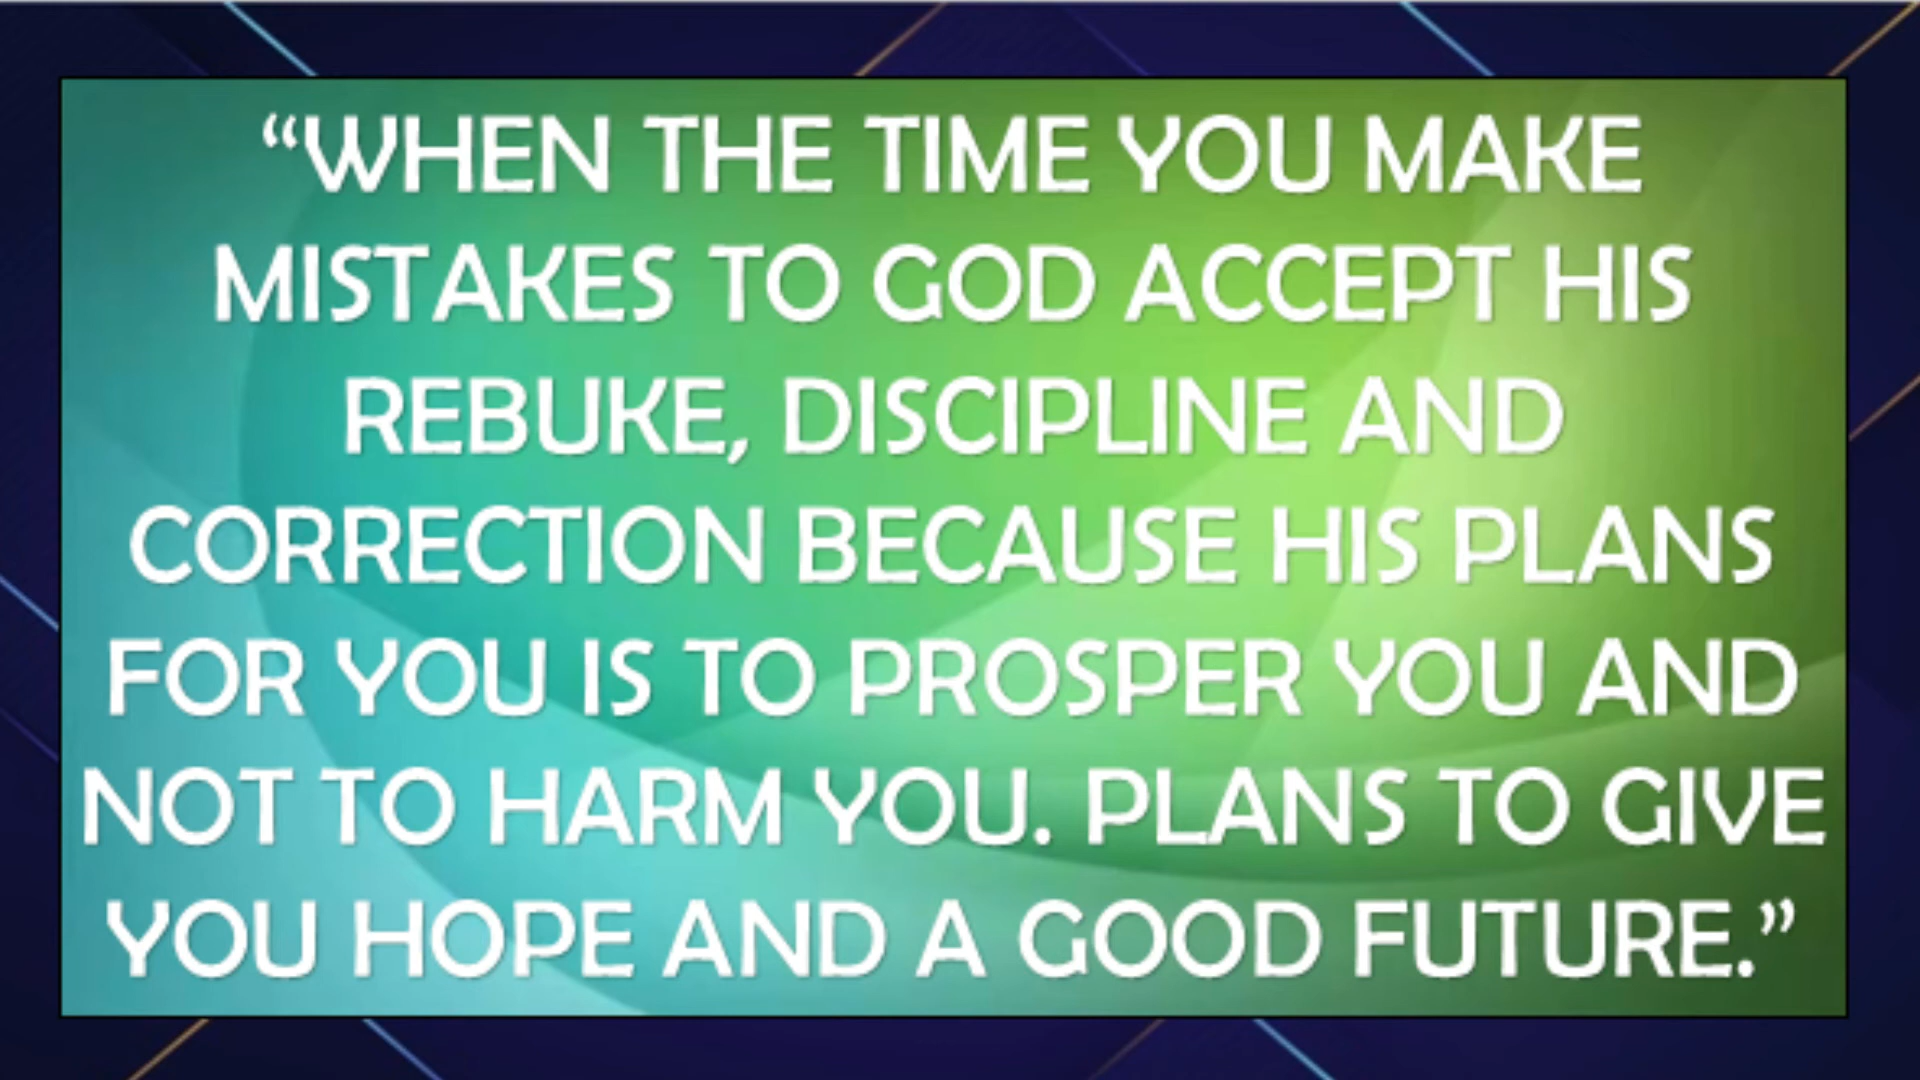 “WHEN THE TIME YOU MAKE
MISTAKES TO GOD ACCEPT HIS
REBUKE, DISCIPLINE AND
CORRECTION BECAUSE HIS PLANS
FOR YOU IS TO PROSPER YOU AND
NOT TO HARM YOU. PLANS TO GIVE
YOU HOPE AND A GOOD FUTURE.”